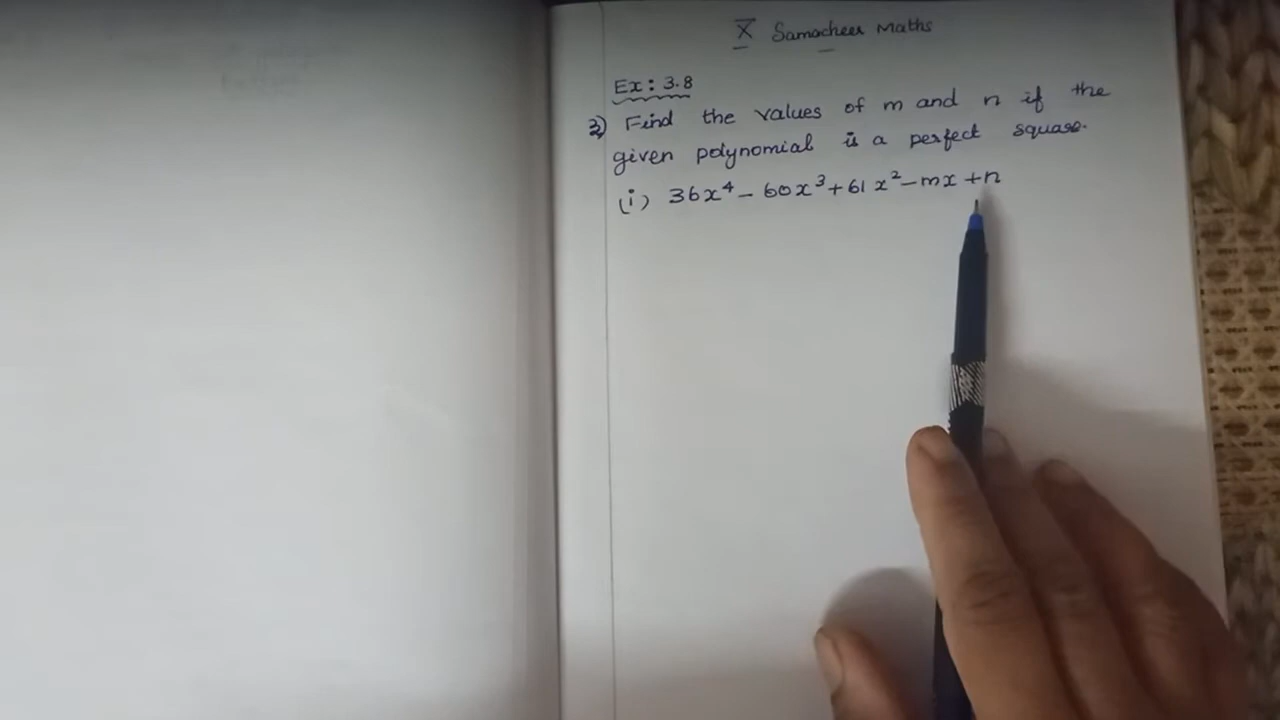 X Samacheer Maths
Ex: 3.8
3) Find the values of m and n if the
given polynomial is a perfect square.
(i) 36x⁴ - 60x³ + 61x² - mx + n